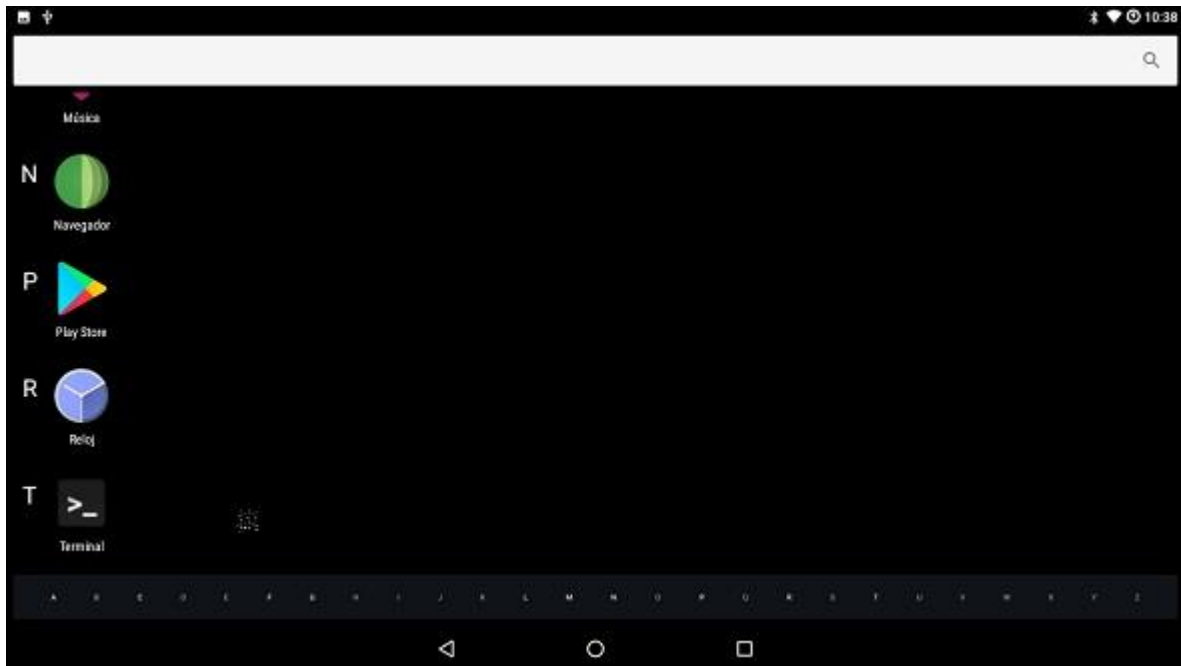 10:38
Música
N
Navegador
P
Play Store
R
Reloj
T
>_
Terminal